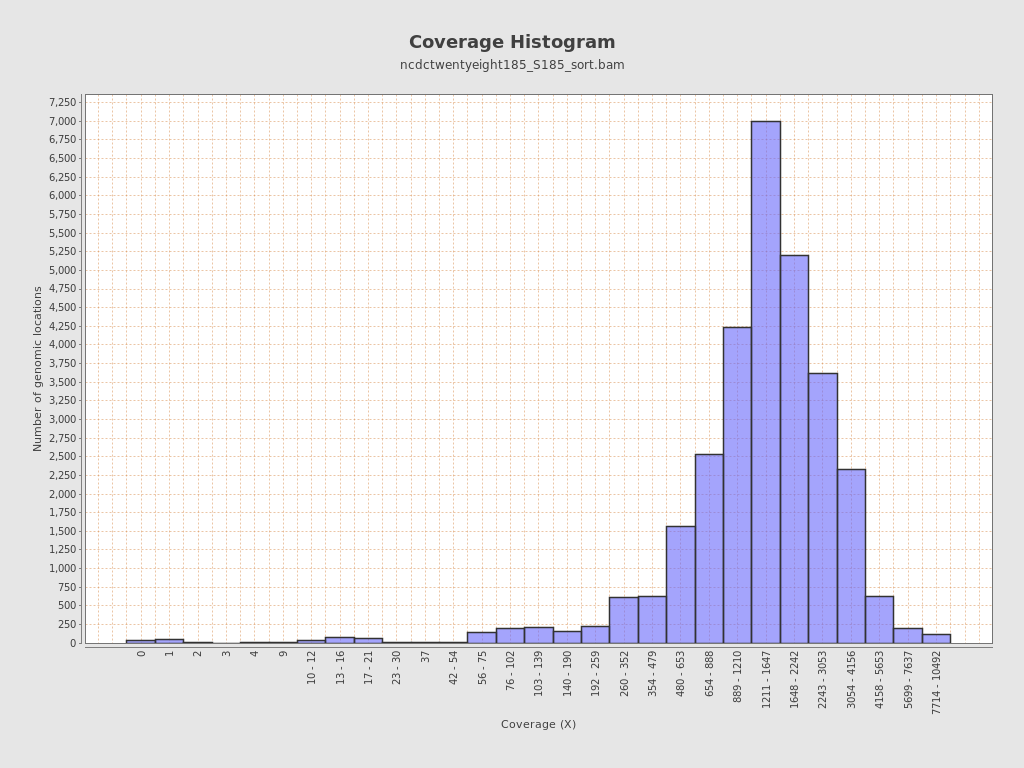 Coverage Histogram
ncdctwentyeight185_S185_sort.bam
Number of genomic locations
7,250
7,000
6,750
6,500
6,250
6,000
5,750
5,500
5,250
5,000
4,750
4,500
4,250
4,000
3,750
3,500
3,250
3,000
2,750
2,500
2,250
2,000
1,750
1,500
1,250
1,000
750
500
250
0
0
1
2
3
4
9
10 - 12
13 - 16
17 - 21
23 - 30
37
42 - 54
56 - 75
76 - 102
103 - 139
140 - 190
192 - 259
260 - 352
354 - 479
480 - 653
654 - 888
889 - 1210
1211 - 1647
1648 - 2242
2243 - 3053
3054 - 4156
4158 - 5653
5699 - 7637
7714 - 10492
Coverage (X)